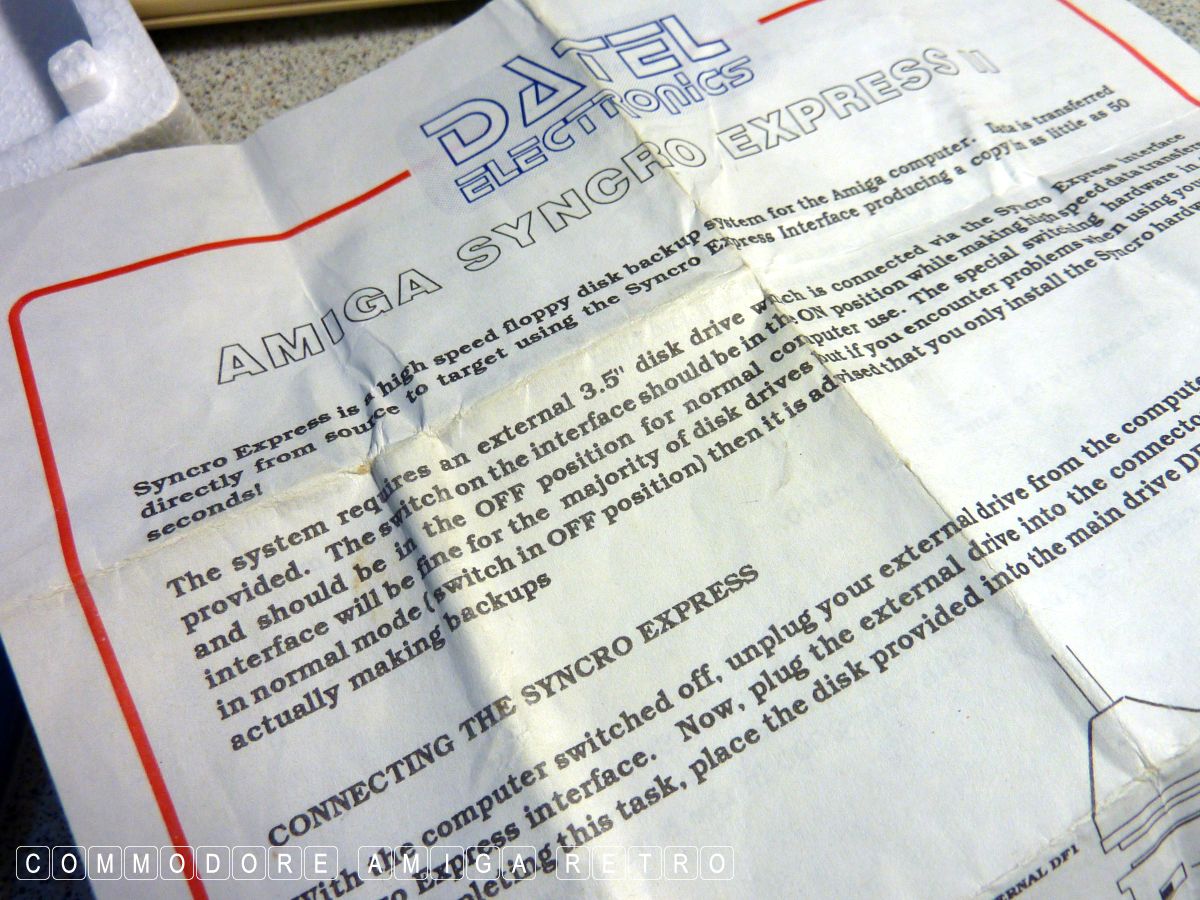 DATEL
ELECTRONICS
AMIGA SYNCRO EXPRESS II
Syncro Express is a high speed floppy disk backup system for the Amiga computer. Data is transferred
directly from source to target using the Syncro Express Interface producing a copy in as little as 50
seconds!
The system requires an external 3.5" disk drive which is connected via the Syncro Express Interface
provided. The switch on the interface should be in the ON position while making high speed data transfers
and should be in the OFF position for normal computer use. The special switching hardware in
interface will be fine for the majority of disk drives but if you encounter problems when using your
in normal mode (switch in OFF position) then it is advised that you only install the Syncro
actually making backups
CONNECTING THE SYNCRO EXPRESS
With the computer switched off, unplug your external drive from the
Express interface. Now, plug the external drive into the
this task, place the disk provided into the main drive
DF1
COMMODORE AMIGA RETRO